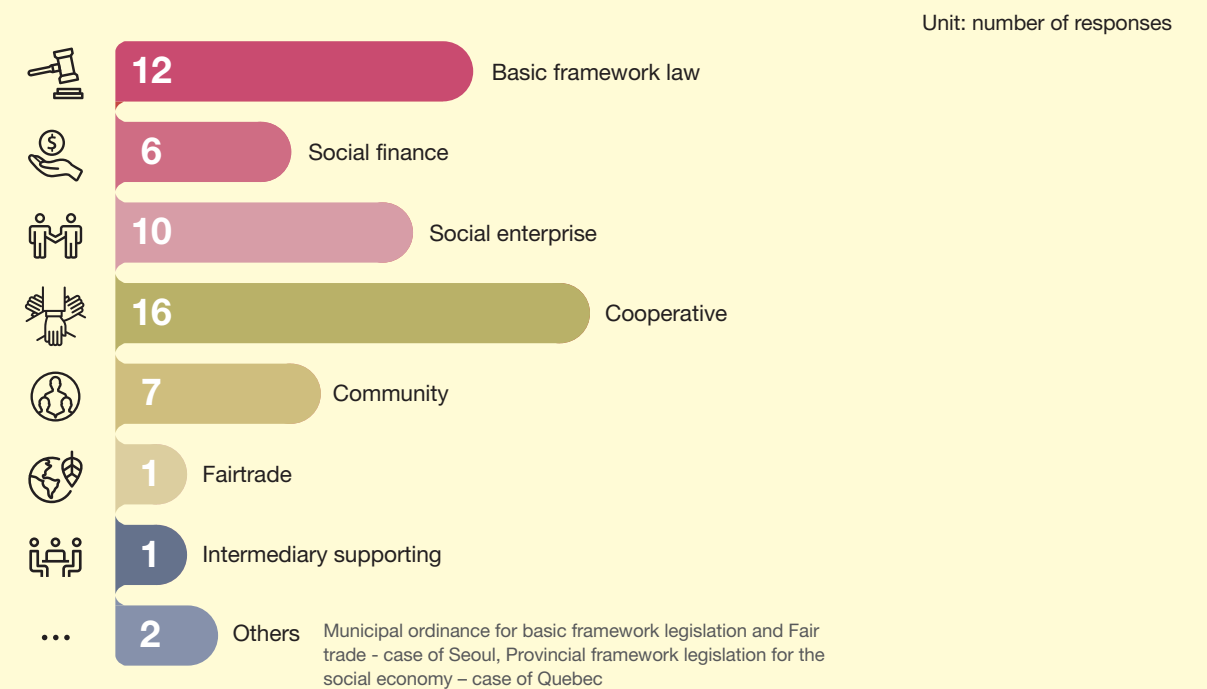 Unit: number of responses
12 Basic framework law
6 Social finance
10 Social enterprise
16 Cooperative
7 Community
1 Fairtrade
1 Intermediary supporting
2 Others
Municipal ordinance for basic framework legislation and Fair
trade - case of Seoul, Provincial framework legislation for the
social economy – case of Quebec